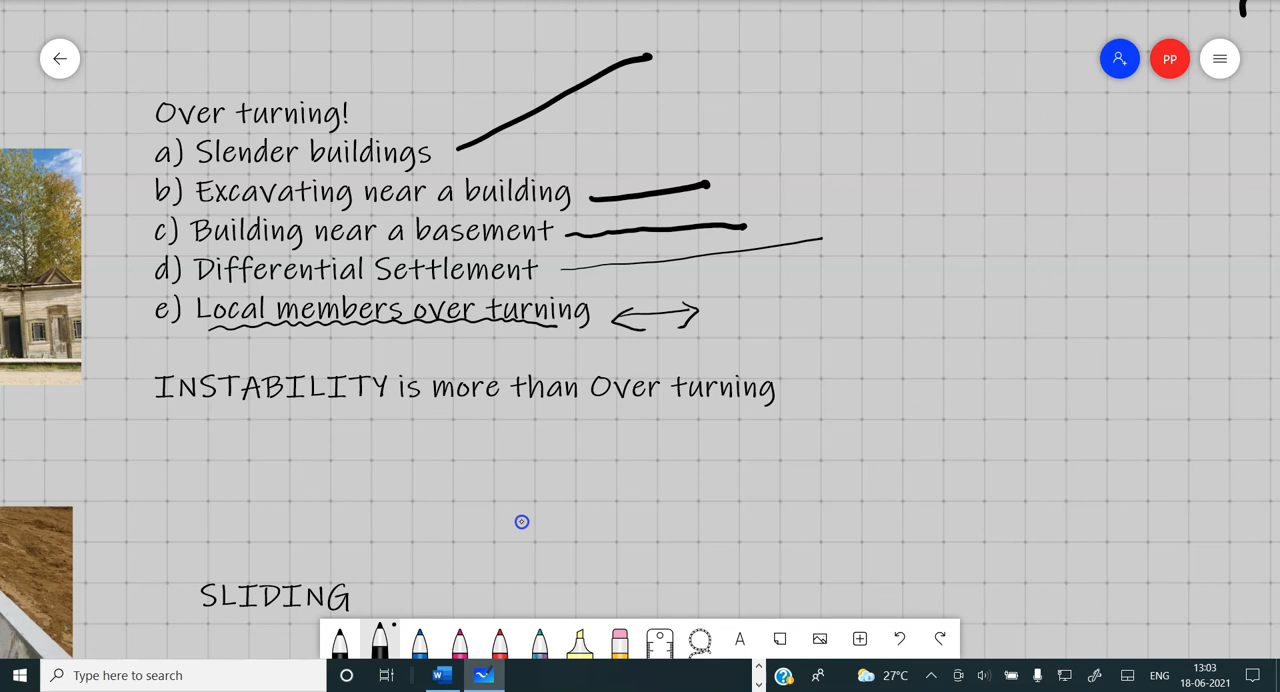 PP
Over turning!
a) Slender buildings
b) Excavating near a building
c) Building near a basement
d) Differential Settlement
e) Local members over turning
INSTABILITY is more than Over turning
SLIDING
A
Type here to search
27°C
ENG
13:03
18-06-2021